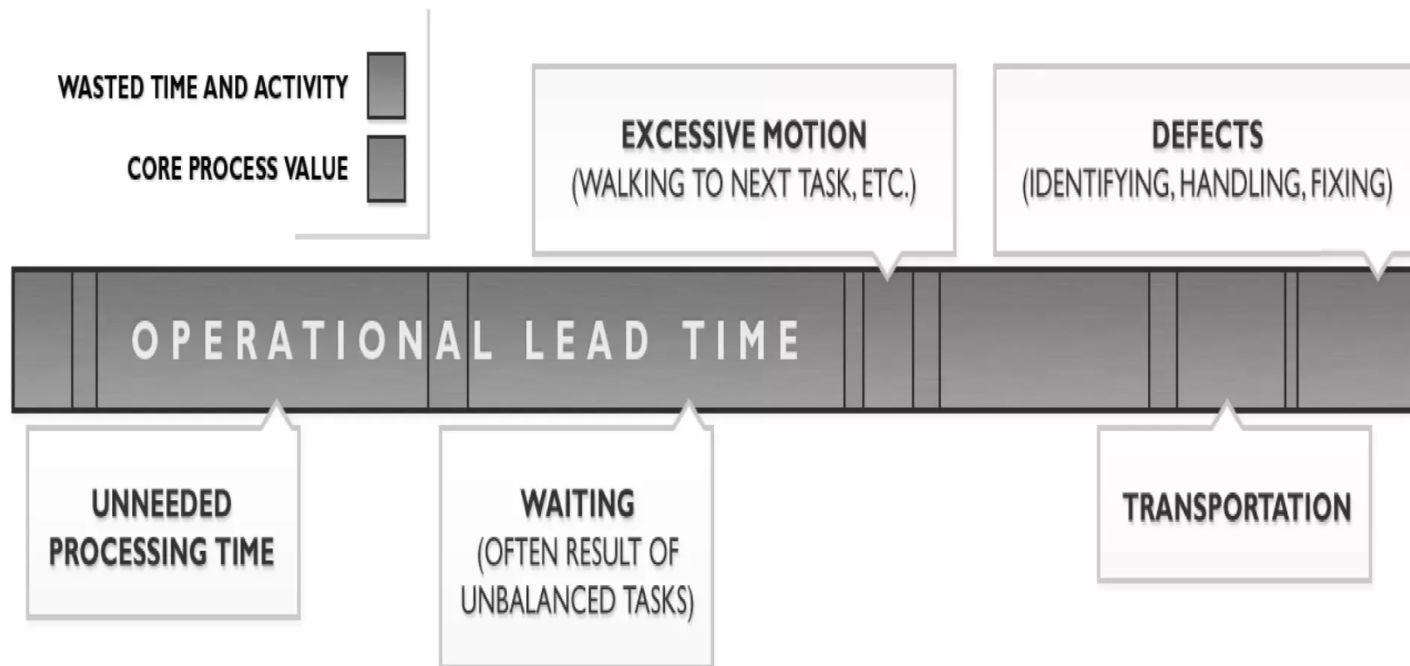 WASTED TIME AND ACTIVITY
CORE PROCESS VALUE
EXCESSIVE MOTION
(WALKING TO NEXT TASK, ETC.)
DEFECTS
(IDENTIFYING, HANDLING, FIXING)
OPERATIONAL LEAD TIME
UNNEEDED
PROCESSING TIME
WAITING
(OFTEN RESULT OF
UNBALANCED TASKS)
TRANSPORTATION